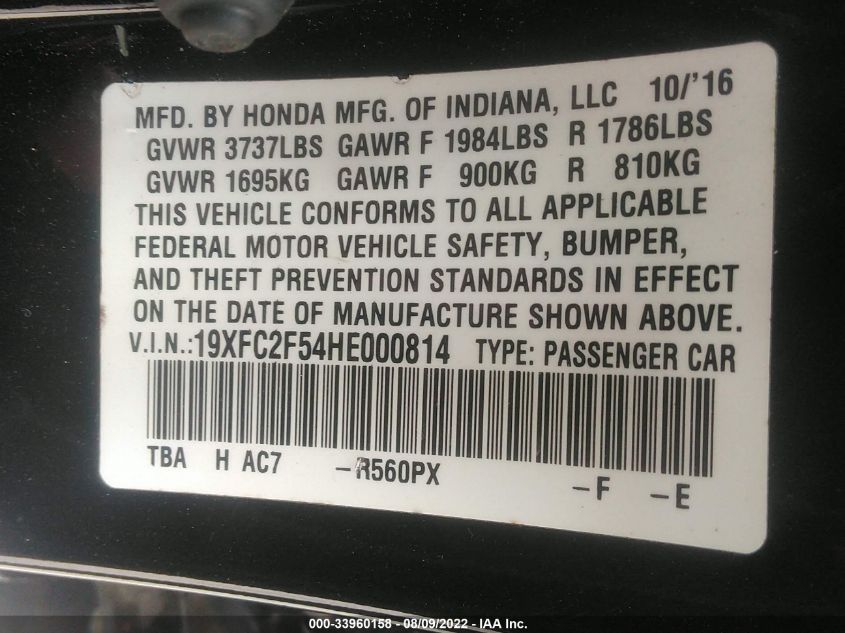 MFD. BY HONDA MFG. OF INDIANA, LLC 10/'16
GVWR 3737LBS GAWR F 1984LBS R 1786LBS
GVWR 1695KG GAWR F 900KG R 810KG
THIS VEHICLE CONFORMS TO ALL APPLICABLE
FEDERAL MOTOR VEHICLE SAFETY, BUMPER,
AND THEFT PREVENTION STANDARDS IN EFFECT
ON THE DATE OF MANUFACTURE SHOWN ABOVE.
V.I.N.:19XFC2F54HE000814 TYPE: PASSENGER CAR
TBA H AC7 -R560PX -F -E
000-33960158 - 08/09/2022 - IAA Inc.